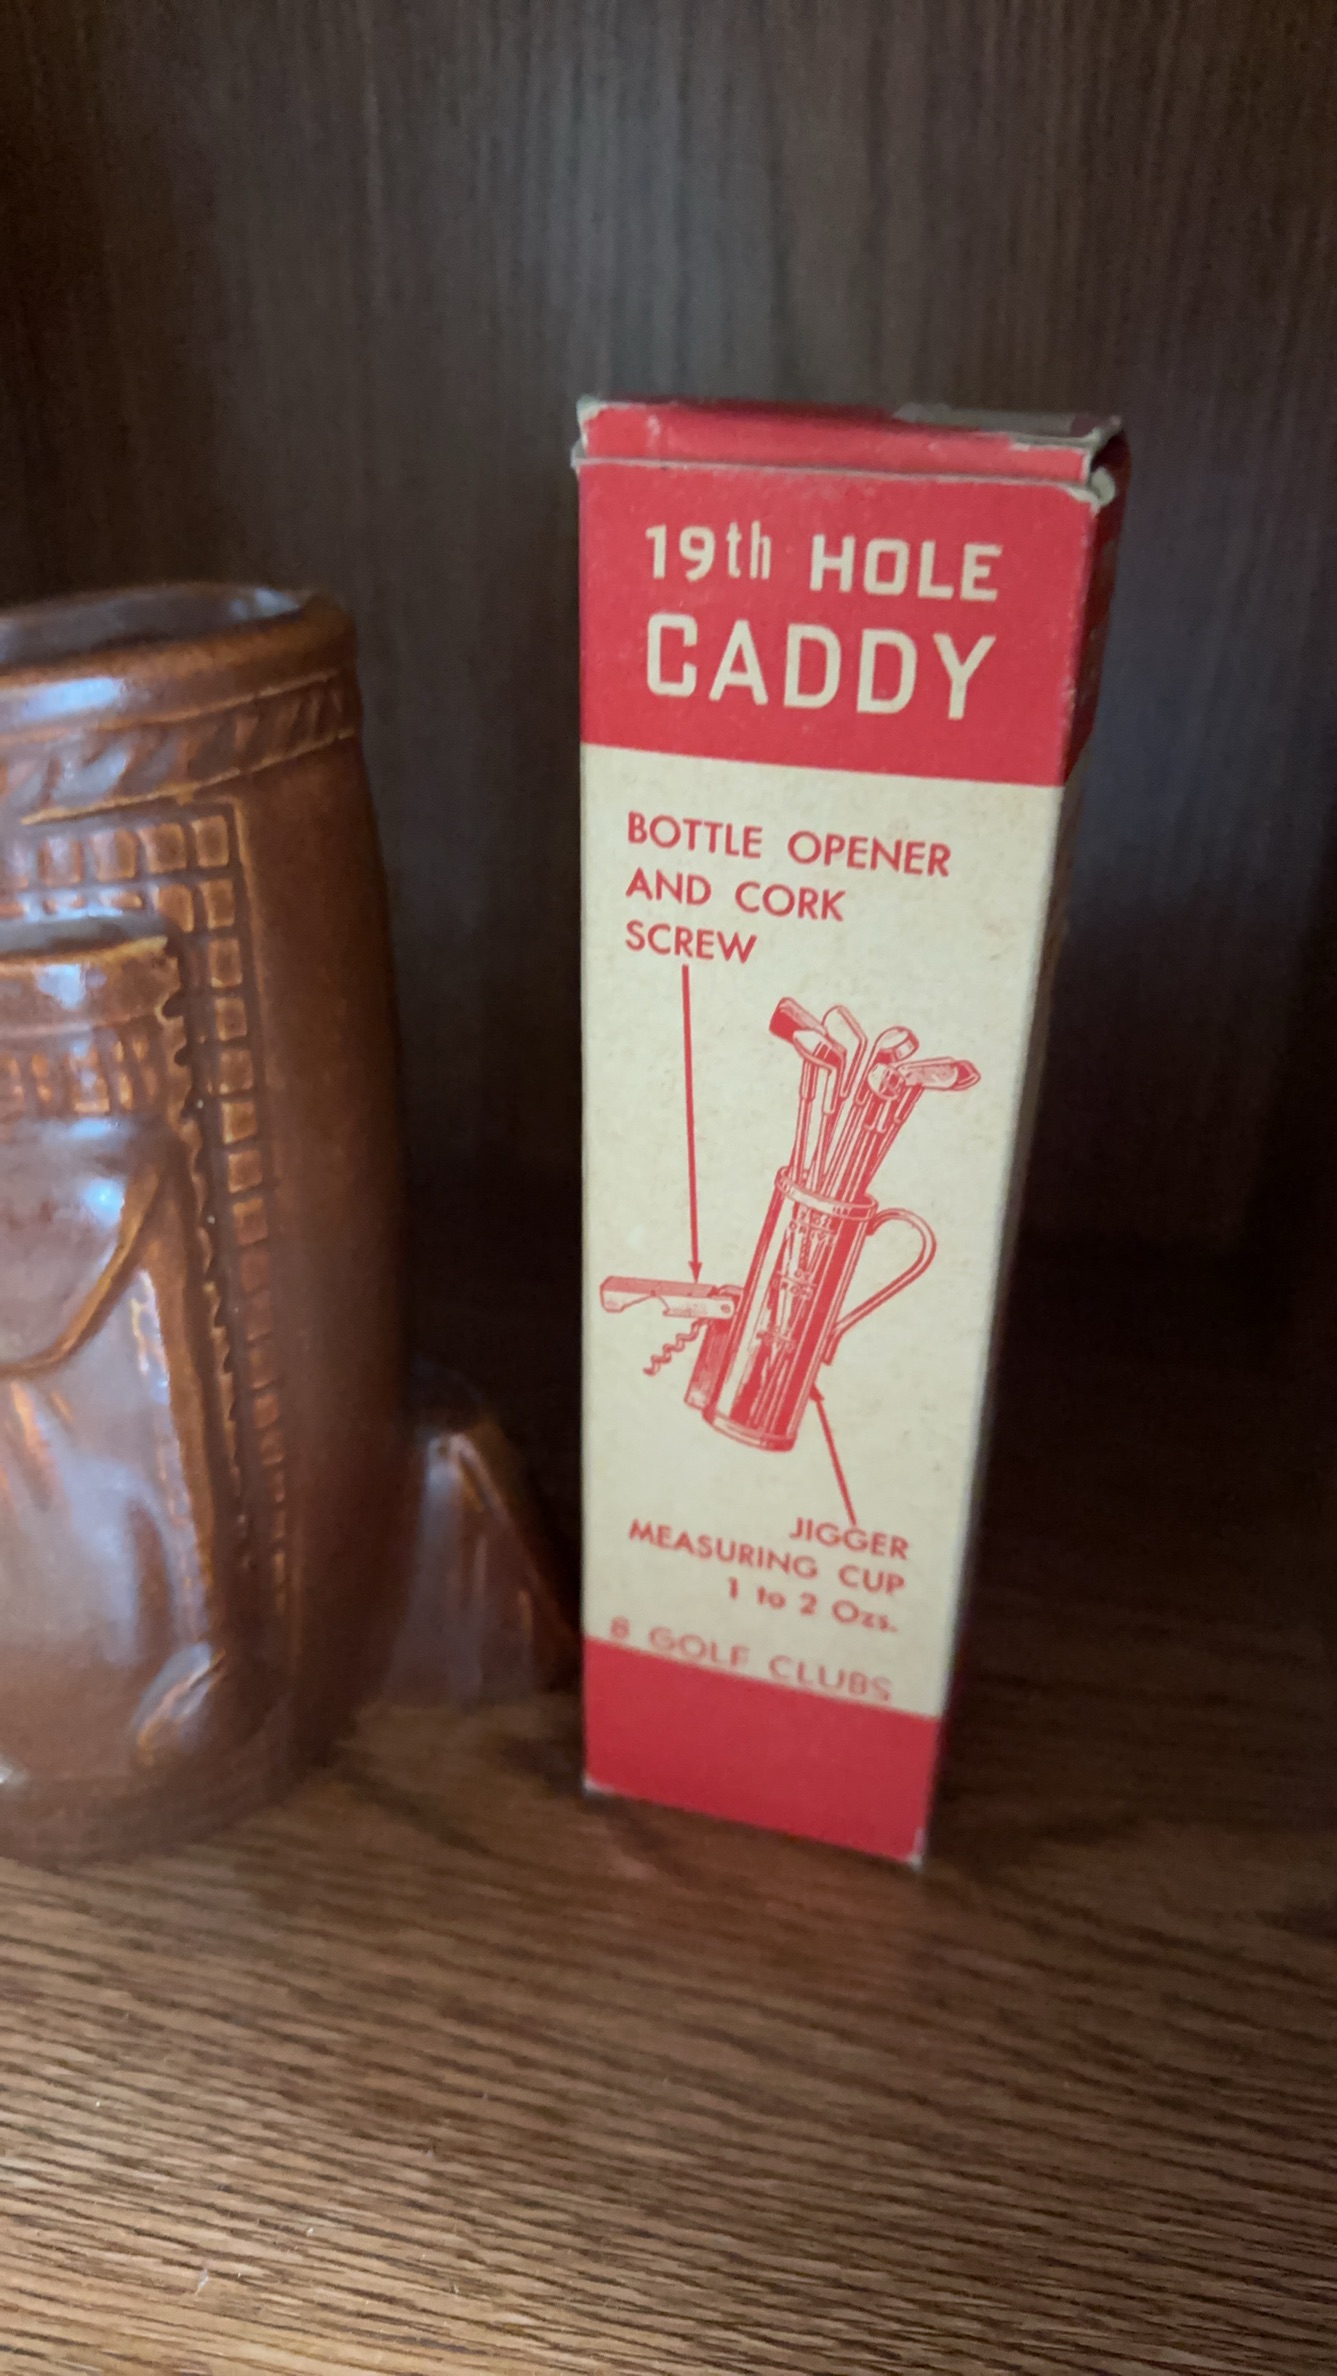 19th HOLE
CADDY
BOTTLE OPENER
AND CORK
SCREW
JIGGER
MEASURING CUP
1 to 2 Ozs.
8 GOLF CLUBS